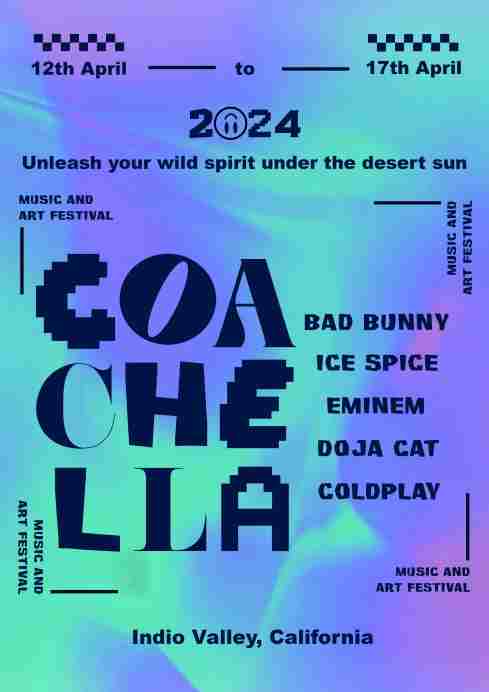 12th April to 17th April
2024
Unleash your wild spirit under the desert sun
MUSIC AND
ART FESTIVAL
MUSIC AND
ART FESTIVAL
COA
CHE
LLA
BAD BUNNY
ICE SPICE
EMINEM
DOJA CAT
COLDPLAY
MUSIC AND
ART FESTIVAL
MUSIC AND
ART FESTIVAL
Indio Valley, California